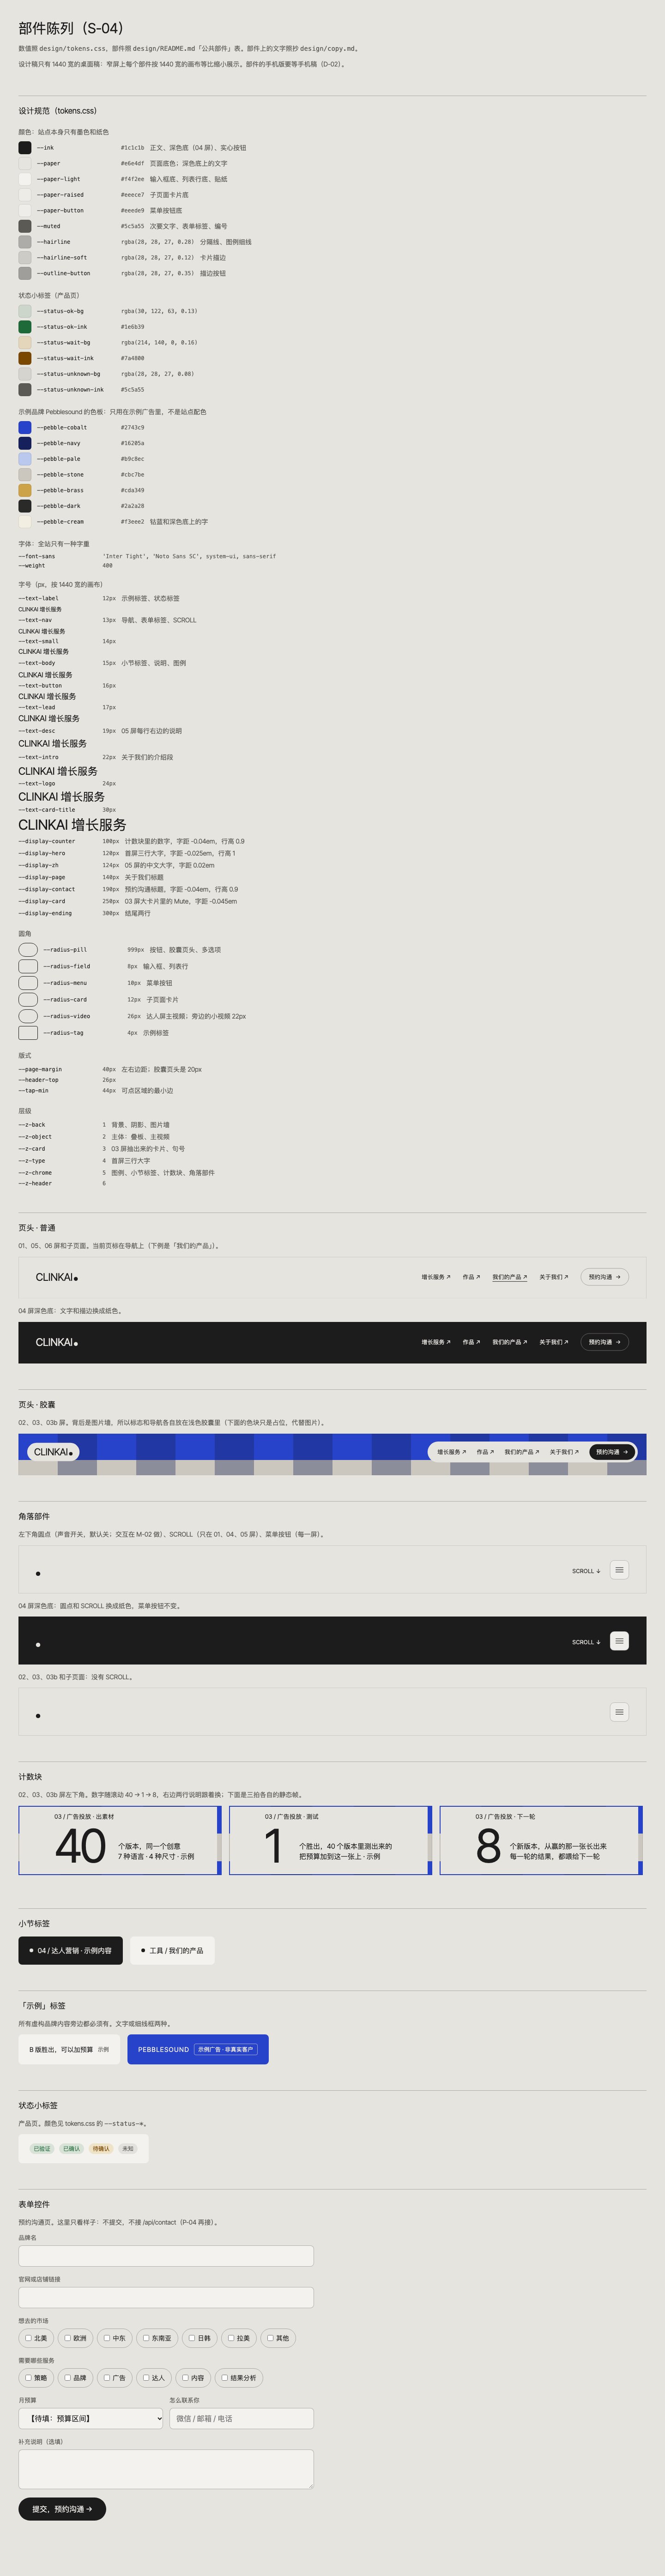 部件陈列（S-04）
数值照 design/tokens.css，部件照 design/README.md「公共部件」表。部件上的文字照抄 design/copy.md。
设计稿只有 1440 宽的桌面稿：窄屏上每个部件按 1440 宽的画布等比缩小展示。部件的手机版要等手机稿（D-02）。
设计规范（tokens.css）
颜色：站点本身只有墨色和纸色
--ink #1c1c1b 正文、深色底（04 屏）、实心按钮
--paper #e6e4df 页面底色；深色底上的文字
--paper-light #f4f2ee 输入框底、列表行底、贴纸
--paper-raised #eeece7 子页面卡片底
--paper-button #eeede9 菜单按钮底
--muted #5c5a55 次要文字、表单标签、编号
--hairline rgba(28, 28, 27, 0.28) 分隔线、图例细线
--hairline-soft rgba(28, 28, 27, 0.12) 卡片描边
--outline-button rgba(28, 28, 27, 0.35) 描边按钮
状态小标签（产品页）
--status-ok-bg rgba(30, 122, 63, 0.13)
--status-ok-ink #1e6b39
--status-wait-bg rgba(214, 140, 0, 0.16)
--status-wait-ink #7a4800
--status-unknown-bg rgba(28, 28, 27, 0.08)
--status-unknown-ink #5c5a55
示例品牌 Pebblesound 的色板：只用在示例广告里，不是站点配色
--pebble-cobalt #2743c9
--pebble-navy #16205a
--pebble-pale #b9c8ec
--pebble-stone #cbc7be
--pebble-brass #cda349
--pebble-dark #2a2a28
--pebble-cream #f3eee2 钴蓝和深色底上的字
字体：全站只有一种字重
--font-sans 'Inter Tight', 'Noto Sans SC', system-ui, sans-serif
--weight 400
字号（px，按 1440 宽的画布）
--text-label 12px 示例标签、状态标签
CLINKAI 增长服务
--text-nav 13px 导航、表单标签、SCROLL
CLINKAI 增长服务
--text-small 14px
CLINKAI 增长服务
--text-body 15px 小节标签、说明、图例
CLINKAI 增长服务
--text-button 16px
CLINKAI 增长服务
--text-lead 17px
CLINKAI 增长服务
--text-desc 19px 05 屏每行右边的说明
CLINKAI 增长服务
--text-intro 22px 关于我们的介绍段
CLINKAI 增长服务
--text-logo 24px
CLINKAI 增长服务
--text-card-title 30px
CLINKAI 增长服务
--display-counter 100px 计数块里的数字，字距 -0.04em，行高 0.9
--display-hero 120px 首屏三行大字，字距 -0.025em，行高 1
--display-zh 124px 05 屏的中文大字，字距 0.02em
--display-page 140px 关于我们标题
--display-contact 190px 预约沟通标题，字距 -0.04em，行高 0.9
--display-card 250px 03 屏大卡片里的 Mute，字距 -0.045em
--display-ending 300px 结尾两行
圆角
--radius-pill 999px 按钮、胶囊页头、多选项
--radius-field 8px 输入框、列表行
--radius-menu 10px 菜单按钮
--radius-card 12px 子页面卡片
--radius-video 26px 达人屏主视频；旁边的小视频 22px
--radius-tag 4px 示例标签
版式
--page-margin 40px 左右边距；胶囊页头是 20px
--header-top 26px
--tap-min 44px 可点区域的最小边
层级
--z-back 1 背景、阴影、图片墙
--z-object 2 主体：叠板、主视频
--z-card 3 03 屏抽出来的卡片、句号
--z-type 4 首屏三行大字
--z-chrome 5 图例、小节标签、计数块、角落部件
--z-header 6
页头 · 普通
01、05、06 屏和子页面。当前页标在导航上（下例是「我们的产品」）。
CLINKAI 增长服务 ↗ 作品 ↗ 我们的产品 ↗ 关于我们 ↗ 预约沟通 →
04 屏深色底：文字和描边换成纸色。
CLINKAI 增长服务 ↗ 作品 ↗ 我们的产品 ↗ 关于我们 ↗ 预约沟通 →
页头 · 胶囊
02、03、03b 屏。背后是图片墙，所以标志和导航各自放在浅色胶囊里（下面的色块只是占位，代替图片）。
CLINKAI 增长服务 ↗ 作品 ↗ 我们的产品 ↗ 关于我们 ↗ 预约沟通 →
角落部件
左下角圆点（声音开关，默认关；交互在 M-02 做）、SCROLL（只在 01、04、05 屏）、菜单按钮（每一屏）。
SCROLL ↓
04 屏深色底：圆点和 SCROLL 换成纸色，菜单按钮不变。
SCROLL ↓
02、03、03b 和子页面：没有 SCROLL。
计数块
02、03、03b 屏左下角。数字随滚动 40 → 1 → 8，右边两行说明跟着换；下面是三拍各自的静态帧。
03 / 广告投放 · 出素材
40 个版本，同一个创意
7 种语言 · 4 种尺寸 · 示例
03 / 广告投放 · 测试
1 个胜出，40 个版本里测出来的
把预算加到这一张上 · 示例
03 / 广告投放 · 下一轮
8 个新版本，从赢的那一张长出来
每一轮的结果，都喂给下一轮
小节标签
04 / 达人营销 · 示例内容 工具 / 我们的产品
「示例」标签
所有虚构品牌内容旁边都必须有。文字或细线框两种。
B 版胜出，可以加预算 示例 PEBBLESOUND 示例广告 · 非真实客户
状态小标签
产品页。颜色见 tokens.css 的 --status-*。
已验证 已确认 待确认 未知
表单控件
预约沟通页。这里只看样子：不提交，不接 /api/contact（P-04 再接）。
品牌名
官网或店铺链接
想去的市场
北美 欧洲 中东 东南亚 日韩 拉美 其他
需要哪些服务
策略 品牌 广告 达人 内容 结果分析
月预算 怎么联系你
【待填：预算区间】 微信 / 邮箱 / 电话
补充说明（选填）
提交，预约沟通 →